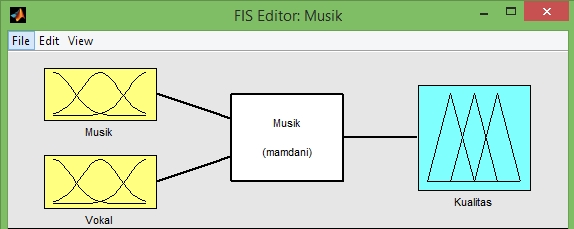 FIS Editor: Musik
File Edit View
Musik
Vokal
Musik
(mamdani)
Kualitas